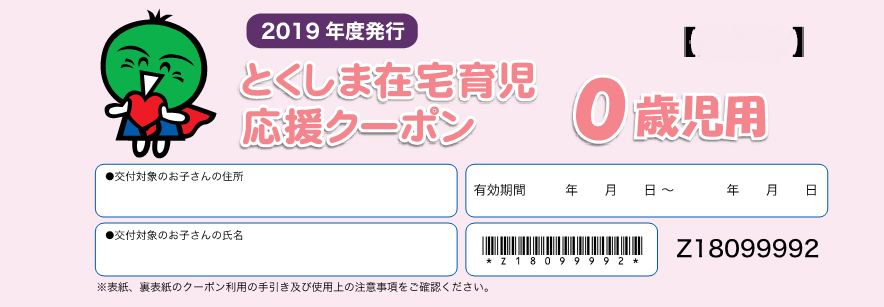 2019年度発行
【 】
とくしま在宅育児
応援クーポン
0歳児用
●交付対象のお子さんの住所
有効期間 年 月 日～ 年 月 日
●交付対象のお子さんの氏名
*Z18099992*
Z18099992
※表紙、裏表紙のクーポン利用の手引き及び使用上の注意事項をご確認ください。